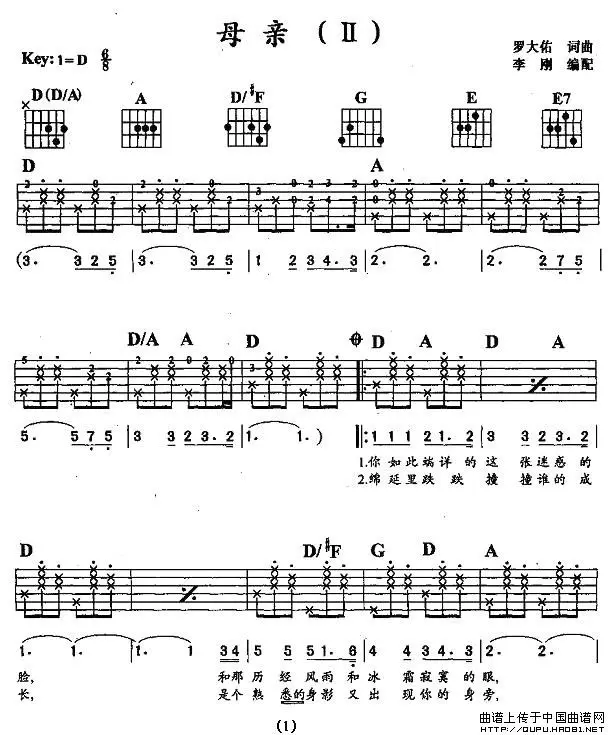 母亲（Ⅱ）
Key: 1=D 6/8
罗大佑 词曲
李刚 编配
D(D/A) A D/#F G E E7
D A
(3. 3 2 5 3. 3 2 5 1 2 3 4. 3 2. 2. 2. 2 7 5
D/A A D D A D A
5. 5 7 5 3 3 2 3. 2 1. 1. ) 1 1 1 2 1. 2 3 3 2 3. 2
1.你如此端详的这张迷惑的
2.绵延里跌跌撞撞谁的成
D D/#F G D A
1. 1. 1. 1 3 4 5 5 5 1. 6 4 4 3 4. 3 2. 2.
脸， 和那历经风雨和冰霜寂寞的眼，
长， 是个熟悉的身影又出现你的身旁，
(1)
曲谱上传于中国曲谱网
HTTP://QUPU.HAO81.NET